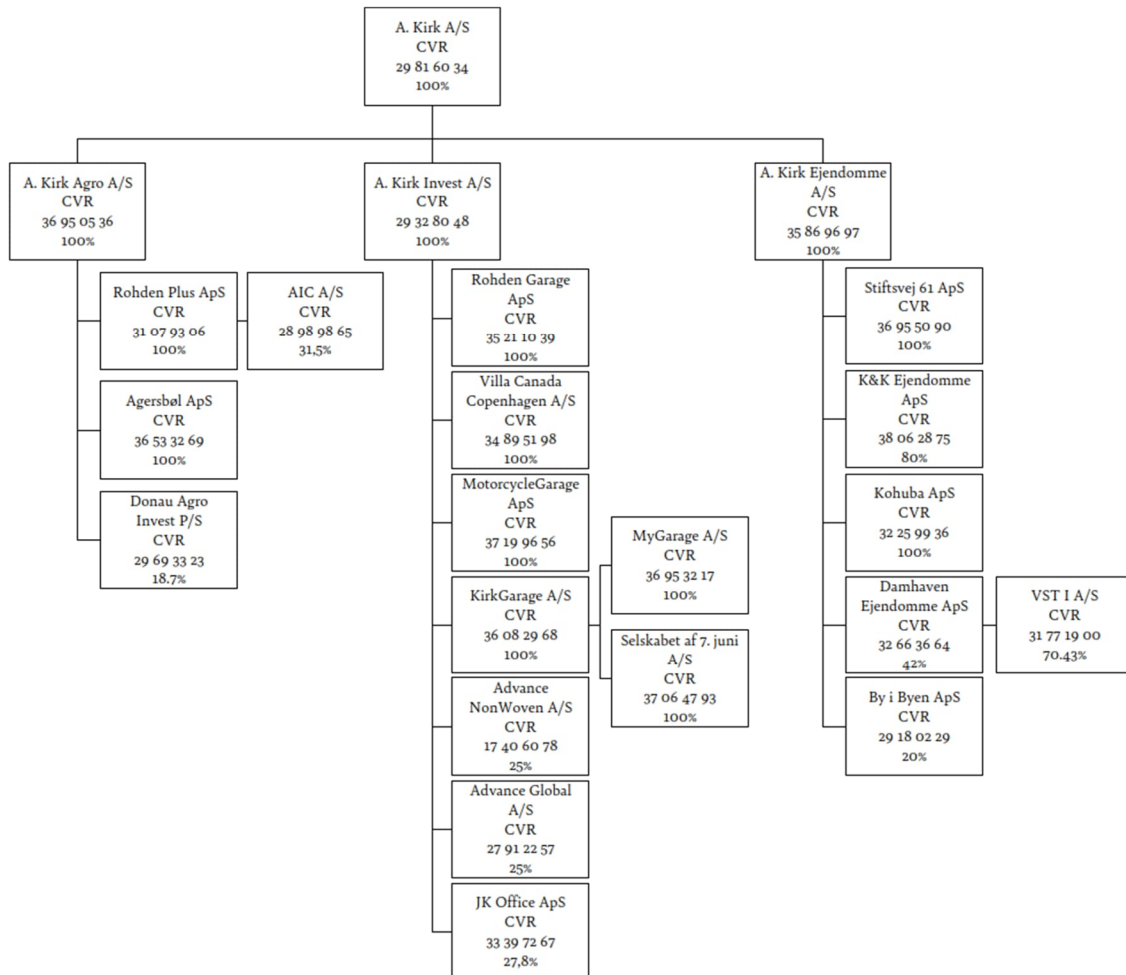 A. Kirk A/S
CVR
29 81 60 34
100%
A. Kirk Agro A/S
CVR
36 95 05 36
100%
Rohden Plus ApS
CVR
31 07 93 06
100%
AIC A/S
CVR
28 98 98 65
31,5%
Agersbøl ApS
CVR
36 53 32 69
100%
Donau Agro
Invest P/S
CVR
29 69 33 23
18.7%
A. Kirk Invest A/S
CVR
29 32 80 48
100%
Rohden Garage
ApS
CVR
35 21 10 39
100%
Villa Canada
Copenhagen A/S
CVR
34 89 51 98
100%
MotorcycleGarage
ApS
CVR
37 19 96 56
100%
KirkGarage A/S
CVR
36 08 29 68
100%
MyGarage A/S
CVR
36 95 32 17
100%
Selskabet af 7. juni
A/S
CVR
37 06 47 93
100%
Advance
NonWoven A/S
CVR
17 40 60 78
25%
Advance Global
A/S
CVR
27 91 22 57
25%
JK Office ApS
CVR
33 39 72 67
27,8%
A. Kirk Ejendomme
A/S
CVR
35 86 96 97
100%
Stiftsvej 61 ApS
CVR
36 95 50 90
100%
K&K Ejendomme
ApS
CVR
38 06 28 75
80%
Kohuba ApS
CVR
32 25 99 36
100%
Damhaven
Ejendomme ApS
CVR
32 66 36 64
42%
VST I A/S
CVR
31 77 19 00
70.43%
By i Byen ApS
CVR
29 18 02 29
20%